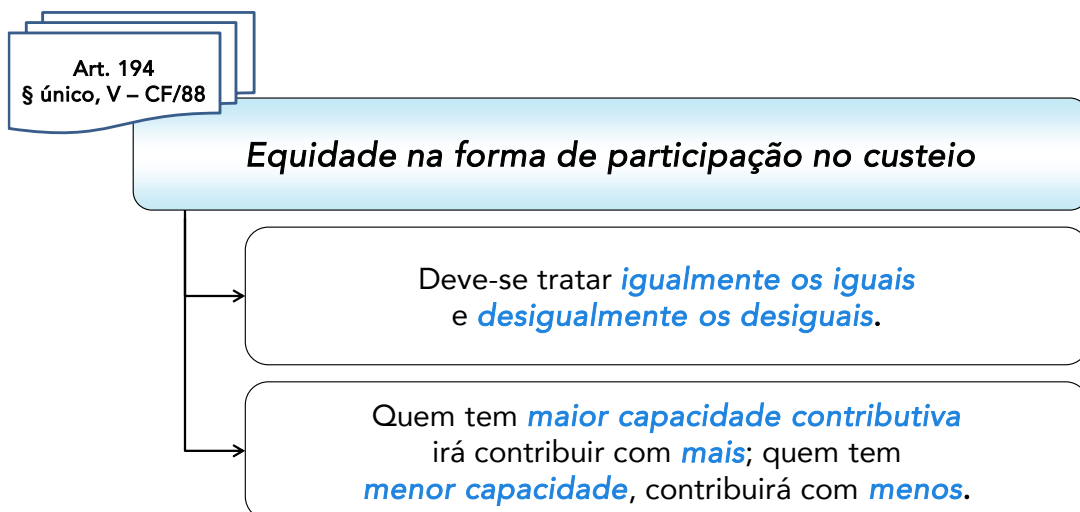 Art. 194
§ único, V – CF/88
Equidade na forma de participação no custeio
Deve-se tratar igualmente os iguais
e desigualmente os desiguais.
Quem tem maior capacidade contributiva
irá contribuir com mais; quem tem
menor capacidade, contribuirá com menos.